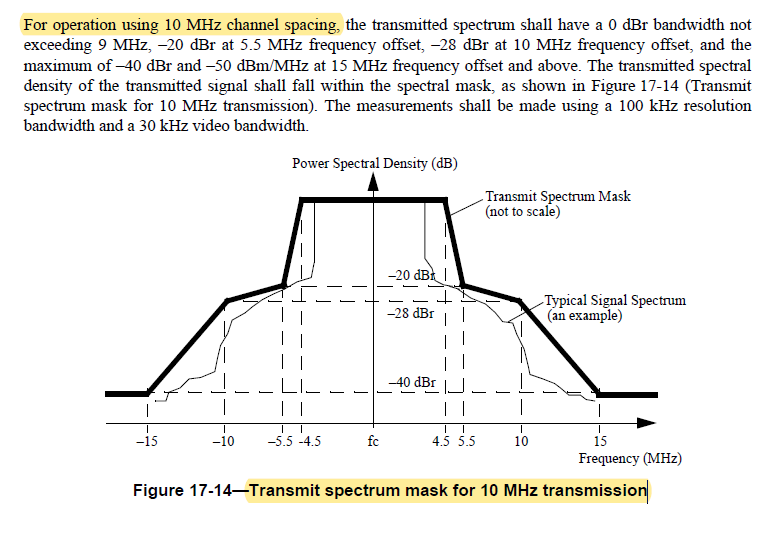 For operation using 10 MHz channel spacing, the transmitted spectrum shall have a 0 dBr bandwidth not
exceeding 9 MHz, –20 dBr at 5.5 MHz frequency offset, –28 dBr at 10 MHz frequency offset, and the
maximum of –40 dBr and –50 dBm/MHz at 15 MHz frequency offset and above. The transmitted spectral
density of the transmitted signal shall fall within the spectral mask, as shown in Figure 17-14 (Transmit
spectrum mask for 10 MHz transmission). The measurements shall be made using a 100 kHz resolution
bandwidth and a 30 kHz video bandwidth.
Power Spectral Density (dB)
Transmit Spectrum Mask
(not to scale)
–20 dBr
Typical Signal Spectrum
(an example)
–28 dBr
–40 dBr
–15 –10 –5.5 -4.5 fc 4.5 5.5 10 15
Frequency (MHz)
Figure 17-14—Transmit spectrum mask for 10 MHz transmission